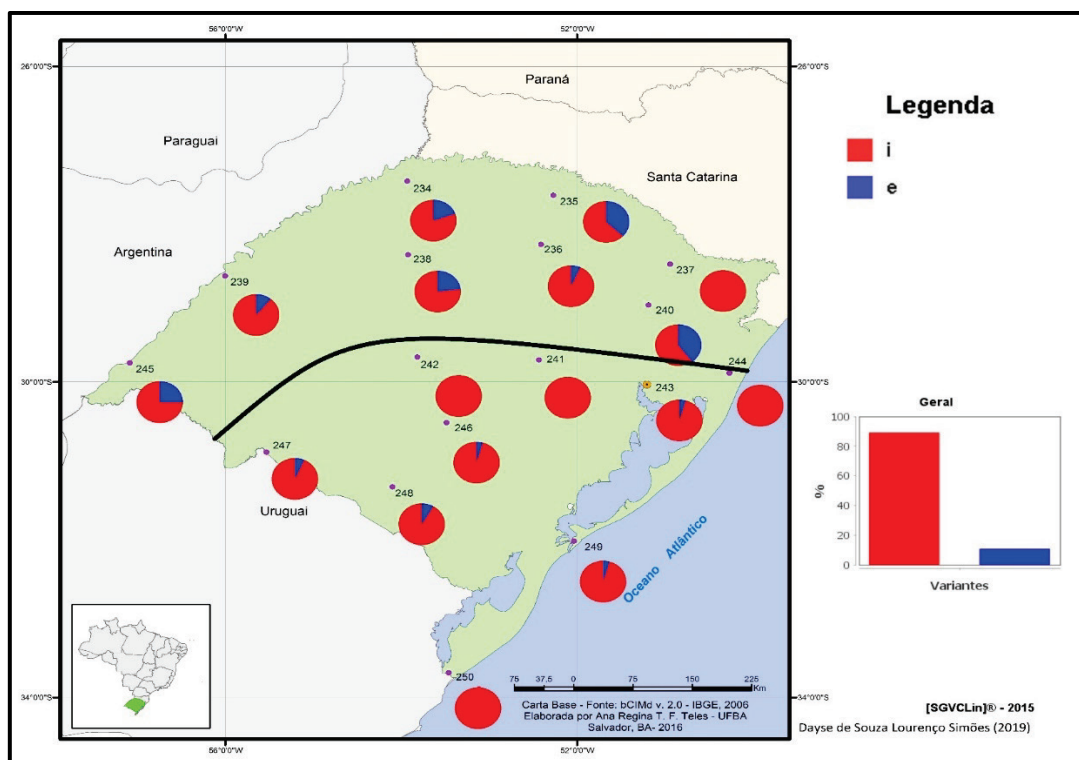 56°0'0"W
52°0'0"W
26°0'0"S
26°0'0"S
Paraná
Legenda
i
e
Paraguai
Santa Catarina
234
235
Argentina
236
238
237
239
240
245
242
241
244
30°0'0"S
243
30°0'0"S
Geral
246
247
248
Uruguai
249
Oceano Atlântico
%
100
80
60
40
20
0
Variantes
250
75 37,5 0 75 150 225
Km
34°0'0"S
34°0'0"S
Carta Base - Fonte: bCIMd v. 2.0 - IBGE, 2006
Elaborada por Ana Regina T. F. Teles - UFBA
Salvador, BA- 2016
[SGVCLin]® - 2015
Dayse de Souza Lourenço Simões (2019)
56°0'0"W
52°0'0"W